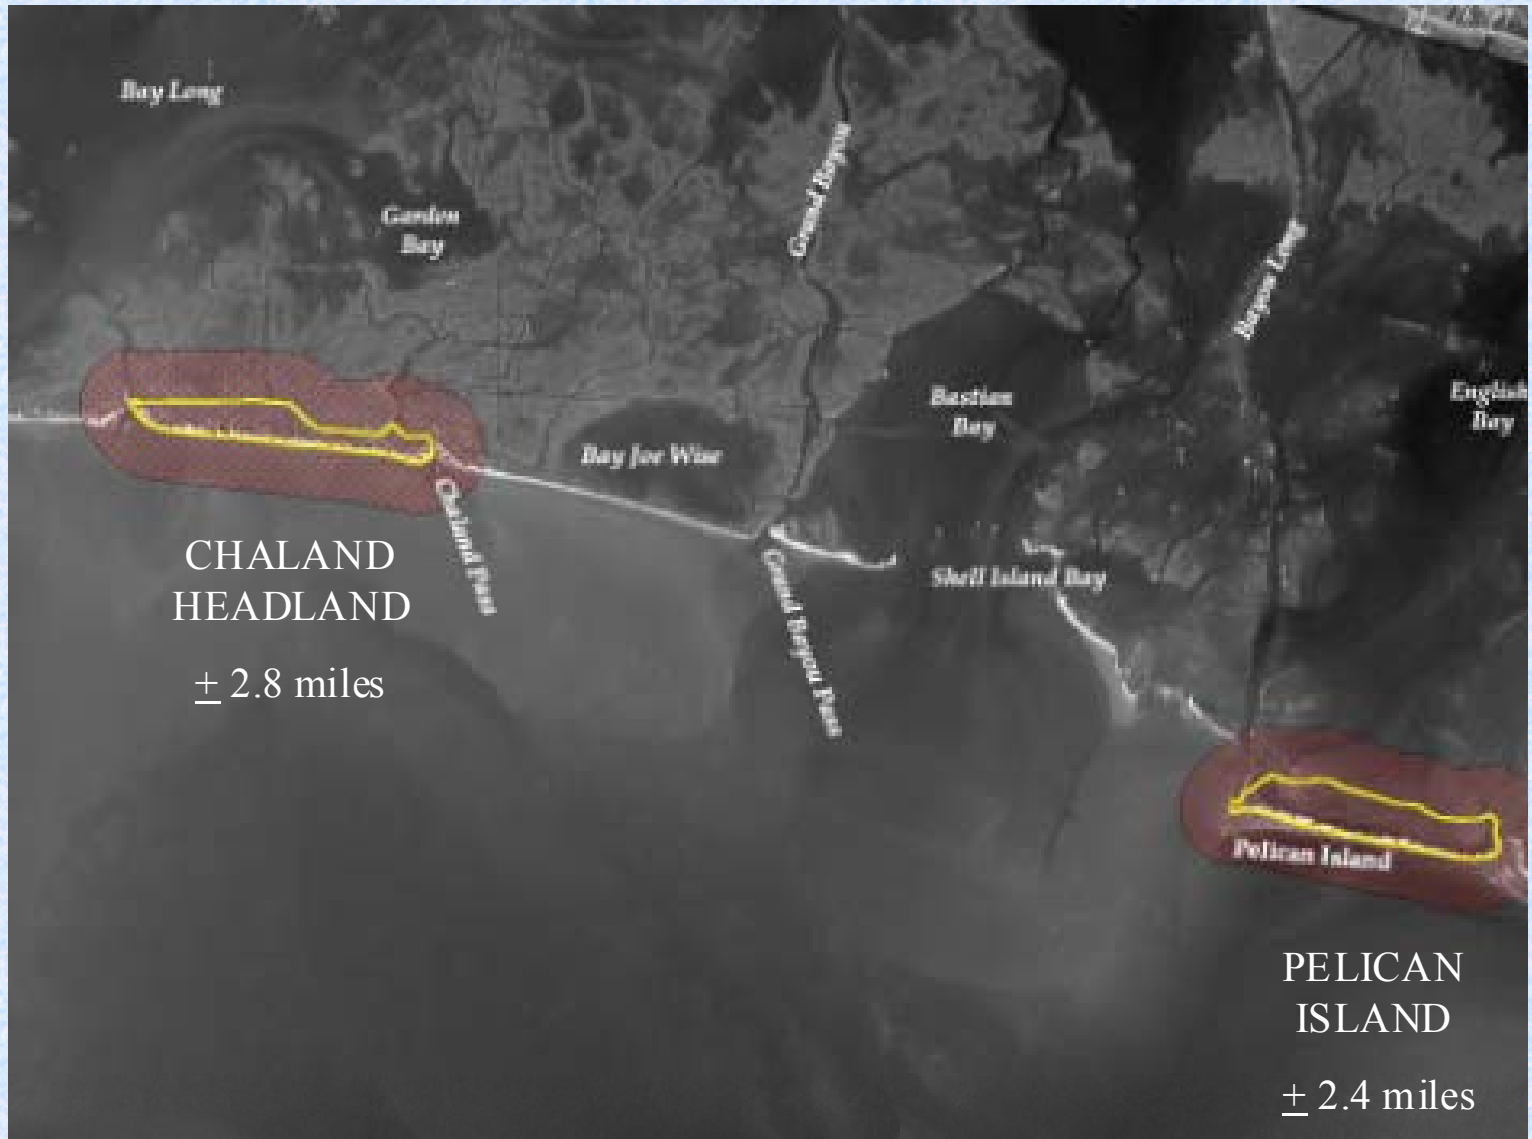 Bay Long
Garden
Bay
Grand Bayou
Bayou Long
Bastian
Bay
English
Bay
Bay Joe Wise
Chaland Pass
Grand Bayou Pass
Shell Island Bay
CHALAND
HEADLAND
± 2.8 miles
Pelican Island
PELICAN
ISLAND
± 2.4 miles